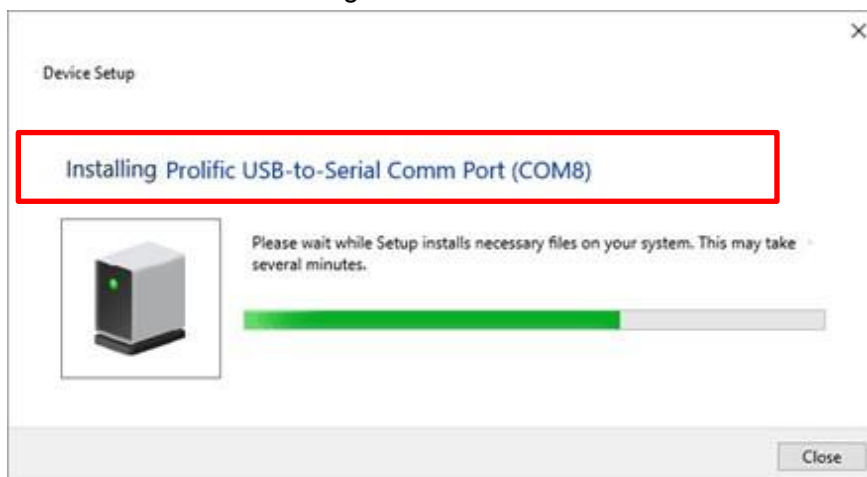 Device Setup
Installing Prolific USB-to-Serial Comm Port (COM8)
Please wait while Setup installs necessary files on your system. This may take
several minutes.
Close